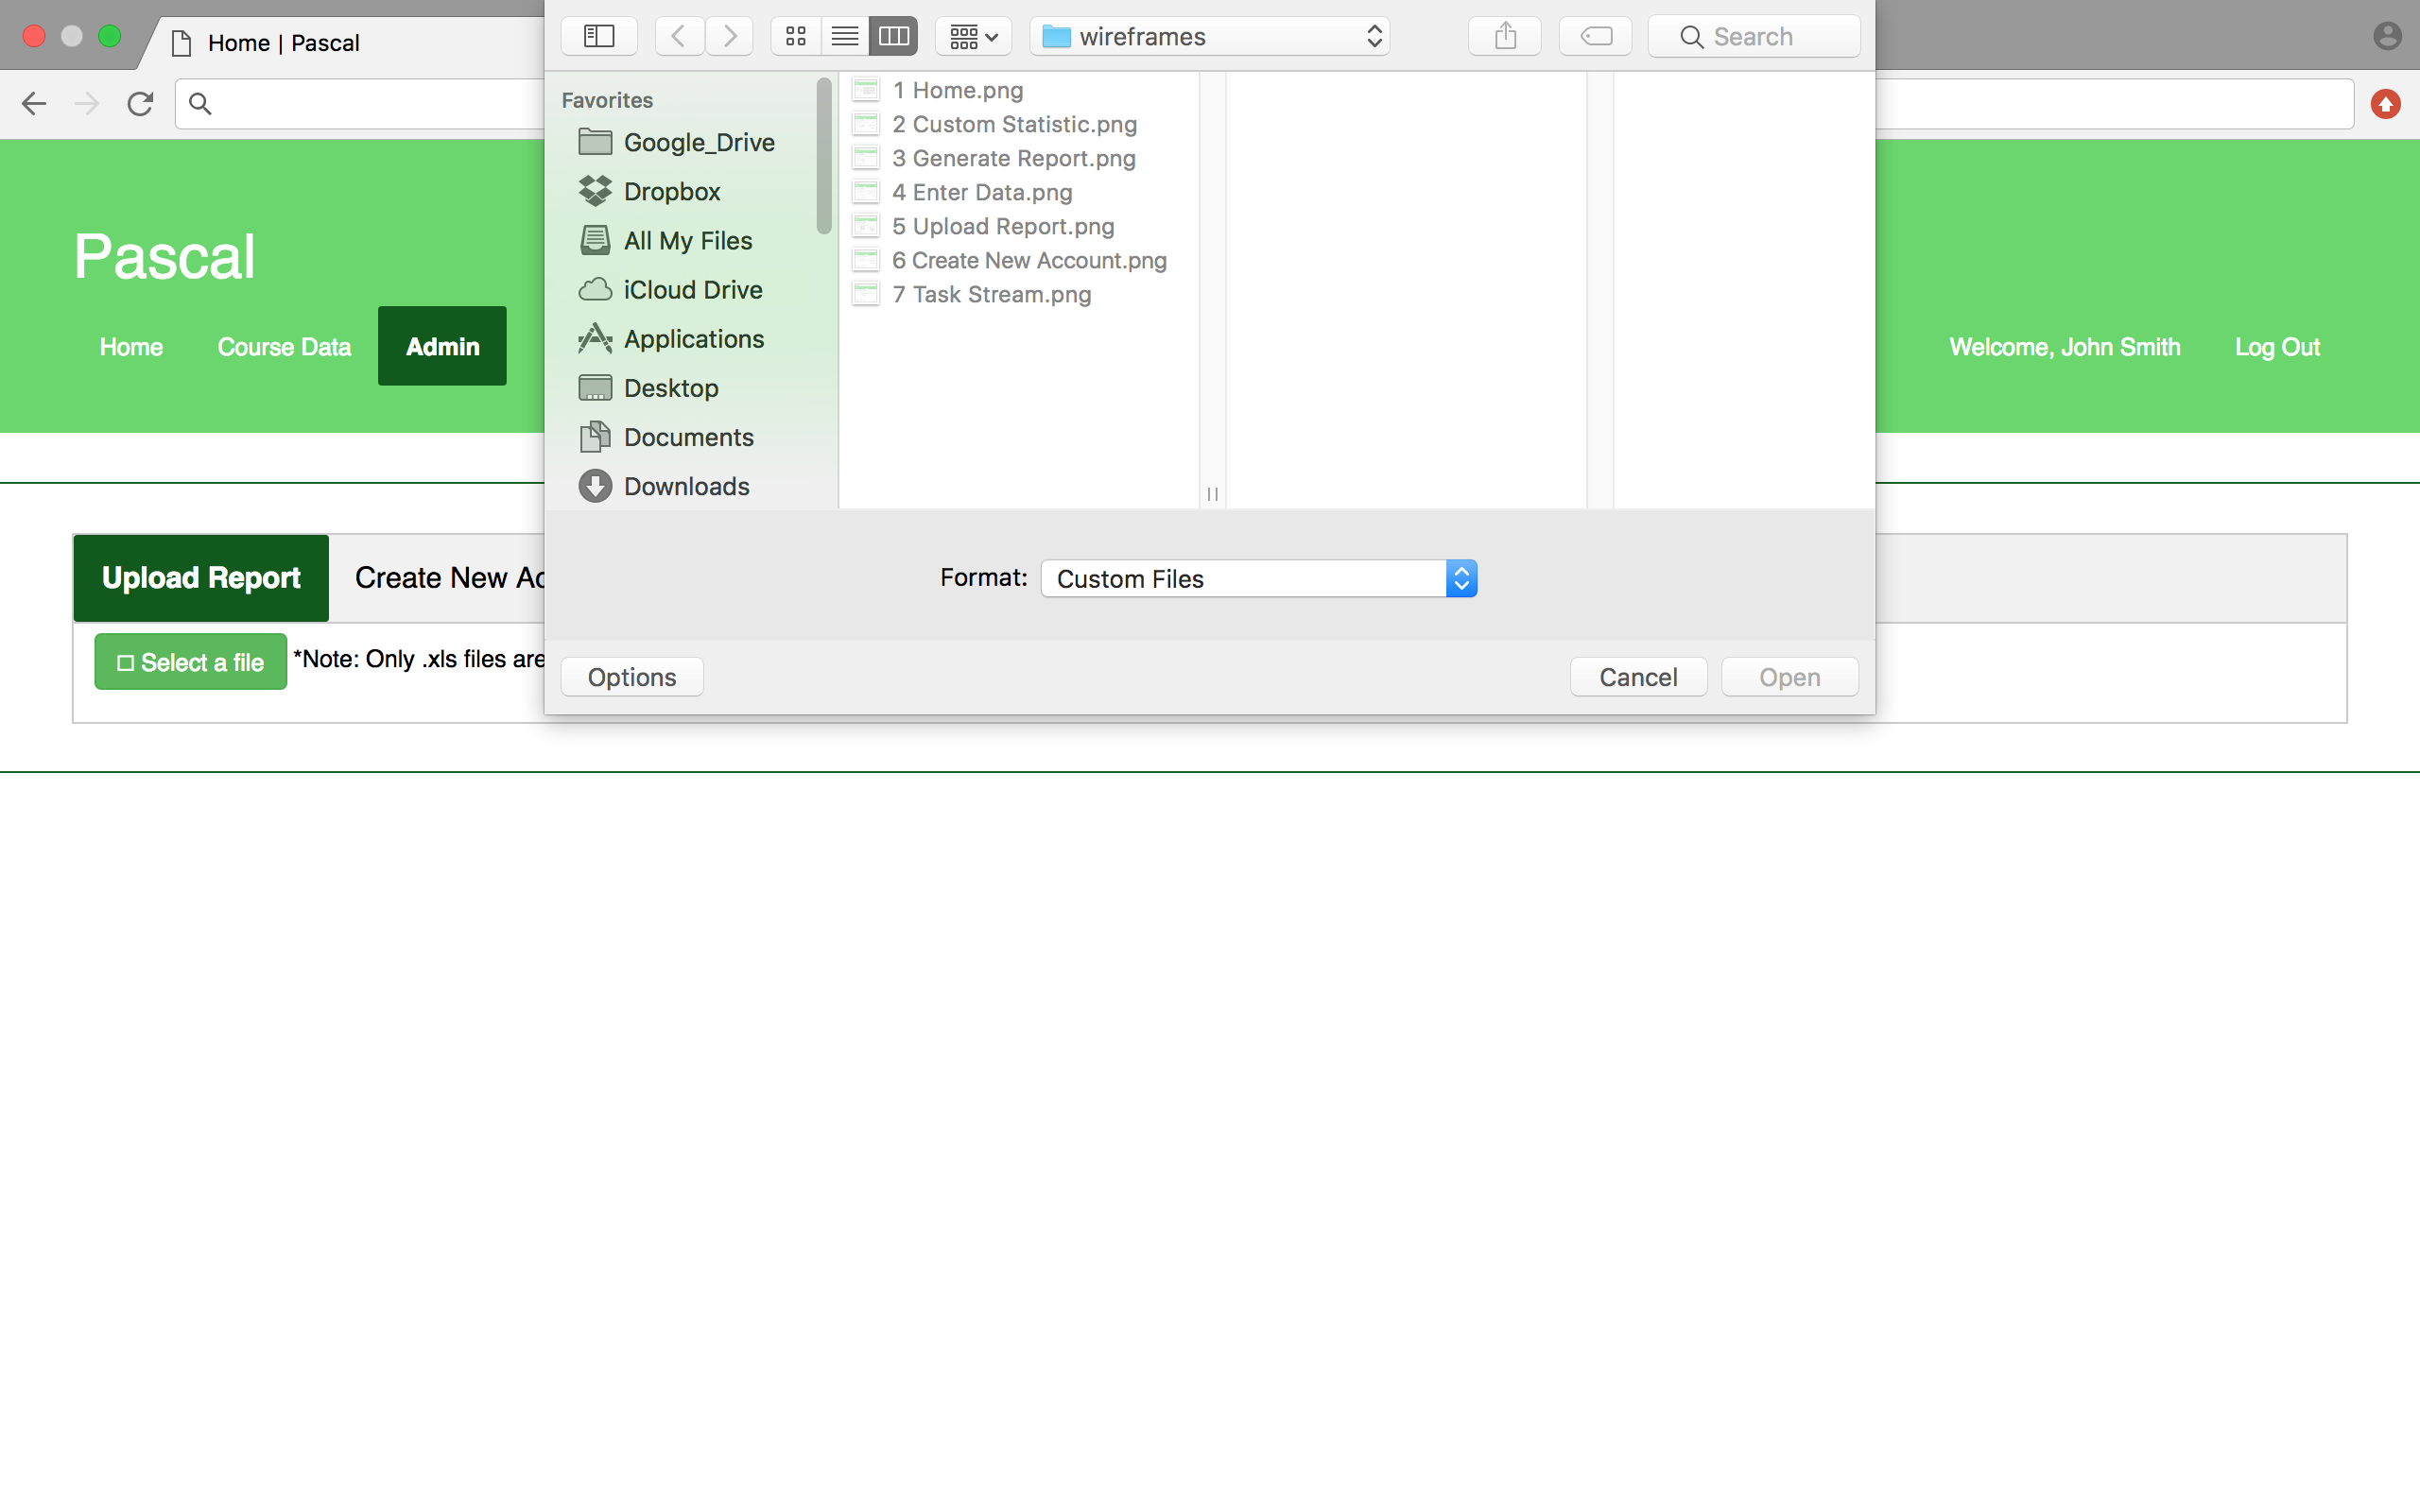 Home | Pascal
wireframes
Search
Favorites
Google_Drive
Dropbox
All My Files
iCloud Drive
Applications
Desktop
Documents
Downloads
1 Home.png
2 Custom Statistic.png
3 Generate Report.png
4 Enter Data.png
5 Upload Report.png
6 Create New Account.png
7 Task Stream.png
Pascal
Home Course Data Admin
Welcome, John Smith Log Out
Upload Report Create New Ac
Format: Custom Files
Select a file *Note: Only .xls files are
Options Cancel Open